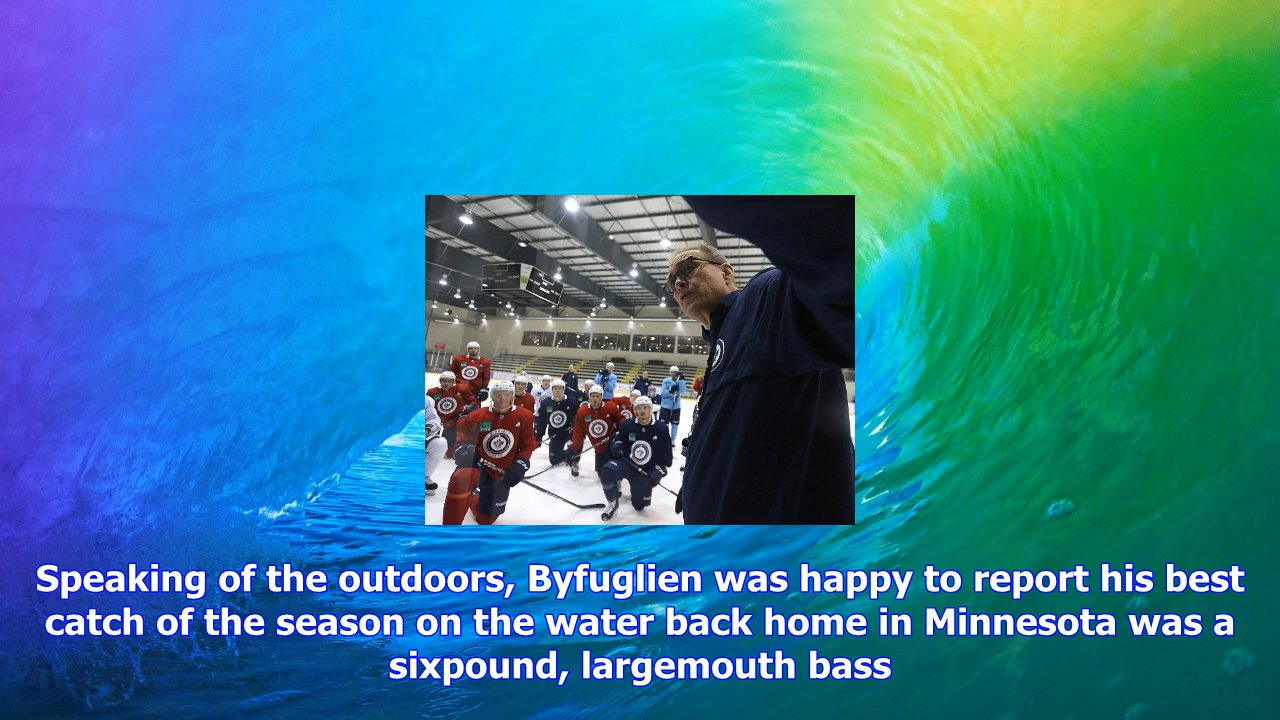 Speaking of the outdoors, Byfuglien was happy to report his best
catch of the season on the water back home in Minnesota was a
sixpound, largemouth bass